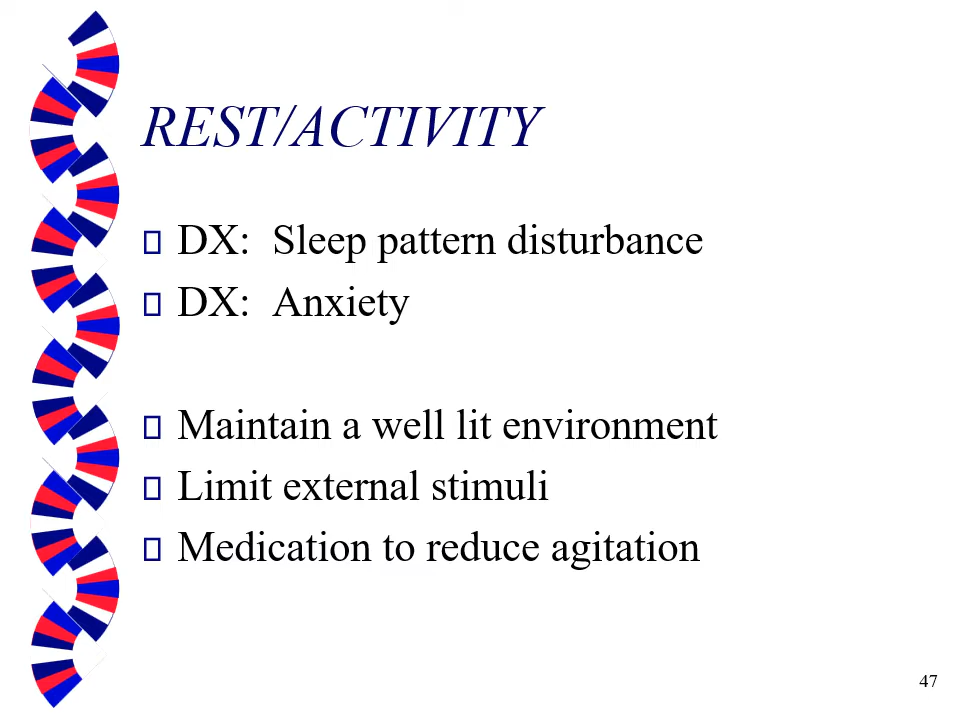 REST/ACTIVITY
DX: Sleep pattern disturbance
DX: Anxiety
Maintain a well lit environment
Limit external stimuli
Medication to reduce agitation
47